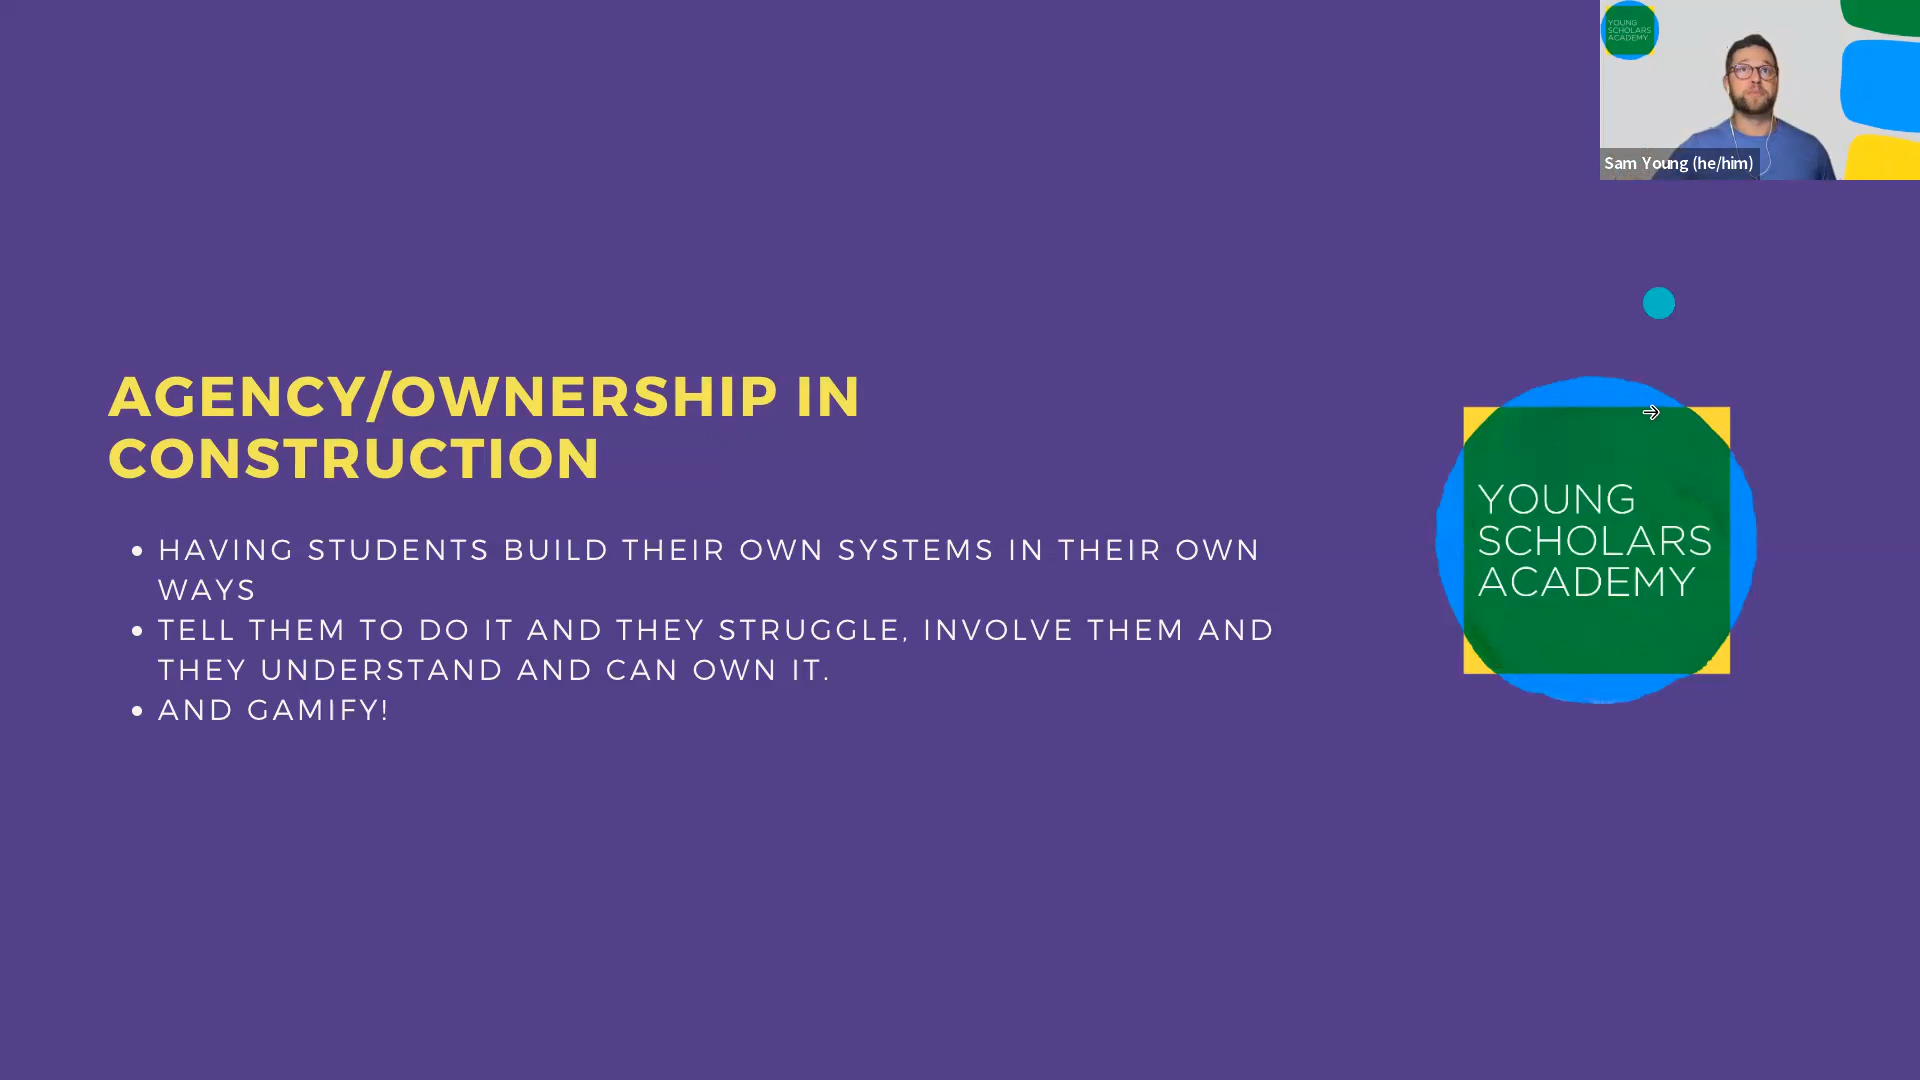 YOUNG
SCHOLARS
ACADEMY
Sam Young (he/him)
AGENCY/OWNERSHIP IN
CONSTRUCTION
• HAVING STUDENTS BUILD THEIR OWN SYSTEMS IN THEIR OWN
WAYS
• TELL THEM TO DO IT AND THEY STRUGGLE, INVOLVE THEM AND
THEY UNDERSTAND AND CAN OWN IT.
• AND GAMIFY!
YOUNG
SCHOLARS
ACADEMY